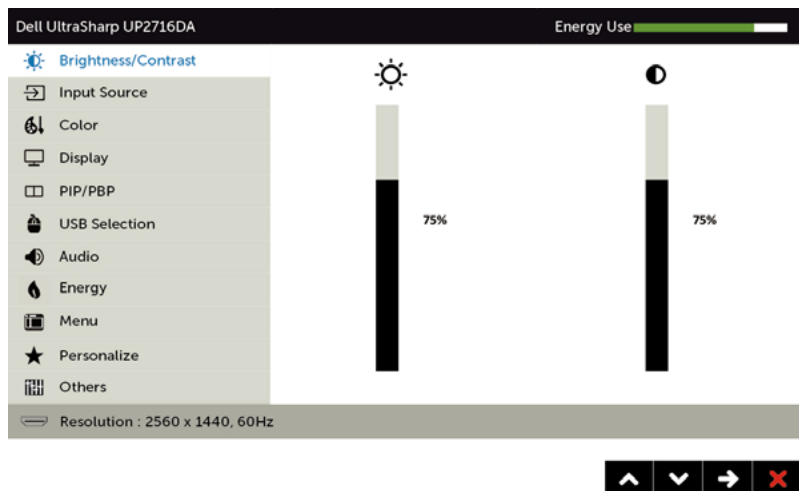 Dell UltraSharp UP2716DA Energy Use
Brightness/Contrast
Input Source
Color
Display
PIP/PBP
USB Selection
75% 75%
Audio
Energy
Menu
Personalize
Others
Resolution : 2560 x 1440, 60Hz